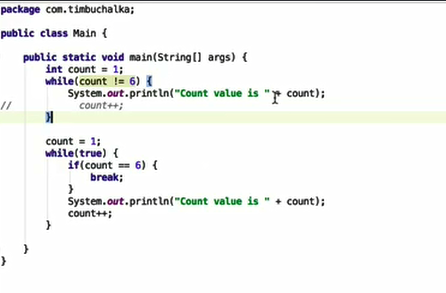 package com.timbuchalka;
public class Main {
public static void main(String[] args) {
int count = 1;
while(count != 6) {
System.out.println("Count value is " + count);
// count++;
}
count = 1;
while(true) {
if(count == 6) {
break;
}
System.out.println("Count value is " + count);
count++;
}
}
}